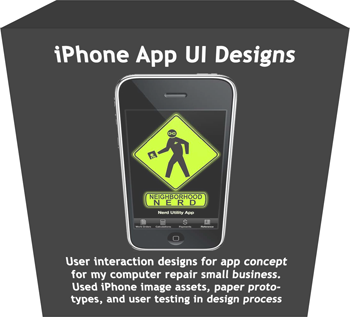 iPhone App UI Designs
NEIGHBORHOOD
NERD
Nerd Utility App
User interaction designs for app concept
for my computer repair small business.
Used iPhone image assets, paper proto-
types, and user testing in design process